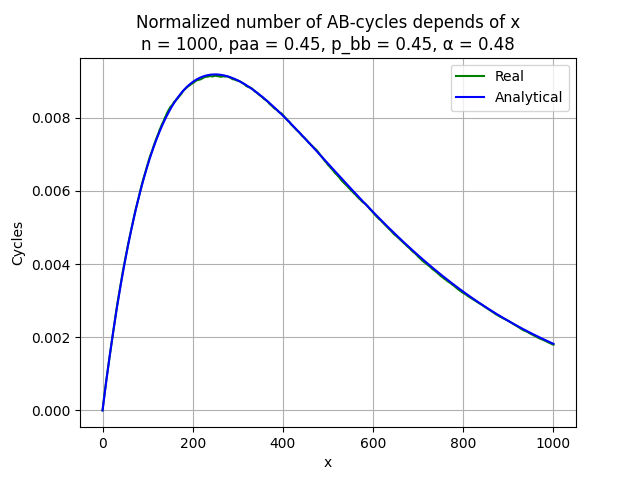 Normalized number of AB-cycles depends of x
n = 1000, paa = 0.45, p_bb = 0.45, α = 0.48
Real
Analytical
0.008
0.006
0.004
0.002
0.000
Cycles
0 200 400 600 800 1000
x